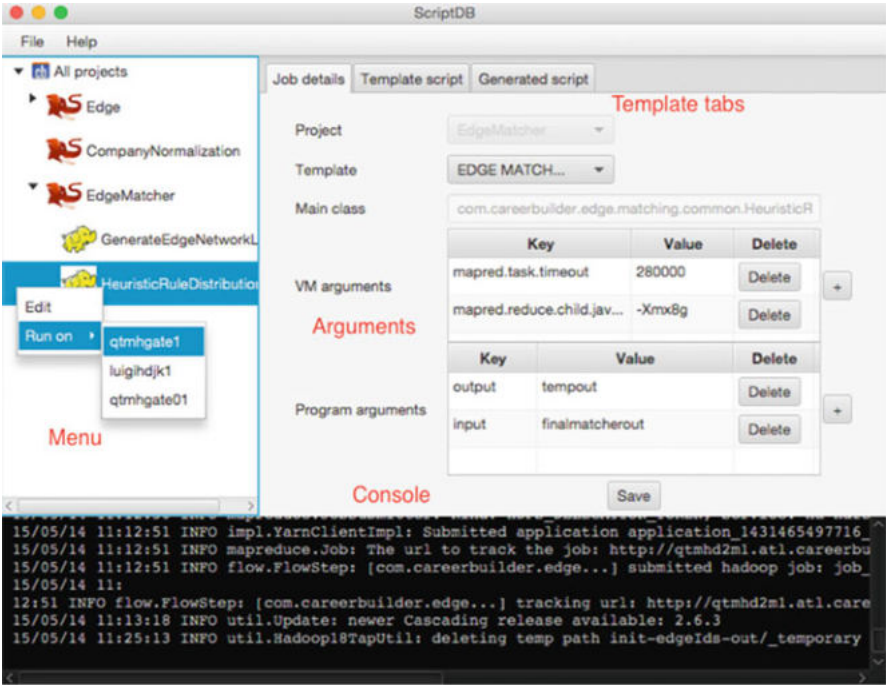 ScriptDB
File Help
All projects
Edge
CompanyNormalization
EdgeMatcher
GenerateEdgeNetworkL
HeuristicRuleDistribution
Edit
Run on
qtmhgate1
luigihdjk1
qtmhgate01
Menu
Job details Template script Generated script
Template tabs
Project EdgeMatcher
Template EDGE MATCH...
Main class com.careerbuilder.edge.matching.common.HeuristicR
Key Value Delete
VM arguments
mapred.task.timeout 280000 Delete
+
mapred.reduce.child.jav... -Xmx8g Delete
Arguments
Key Value Delete
Program arguments
output tempout Delete
+
input finalmatcherout Delete
Console
Save
15/05/14 11:12:51 INFO impl.YarnClientImpl: Submitted application application_1431465497716_
15/05/14 11:12:51 INFO mapreduce.Job: The url to track the job: http://qtmhd2m1.atl.careerbu
15/05/14 11:12:51 INFO flow.FlowStep: [com.careerbuilder.edge...] submitted hadoop job: job_
15/05/14 11:
12:51 INFO flow.FlowStep: [com.careerbuilder.edge...] tracking url: http://qtmhd2m1.atl.care
15/05/14 11:13:18 INFO util.Update: newer Cascading release available: 2.6.3
15/05/14 11:25:13 INFO util.Hadoop18TapUtil: deleting temp path init-edgeIds-out/_temporary